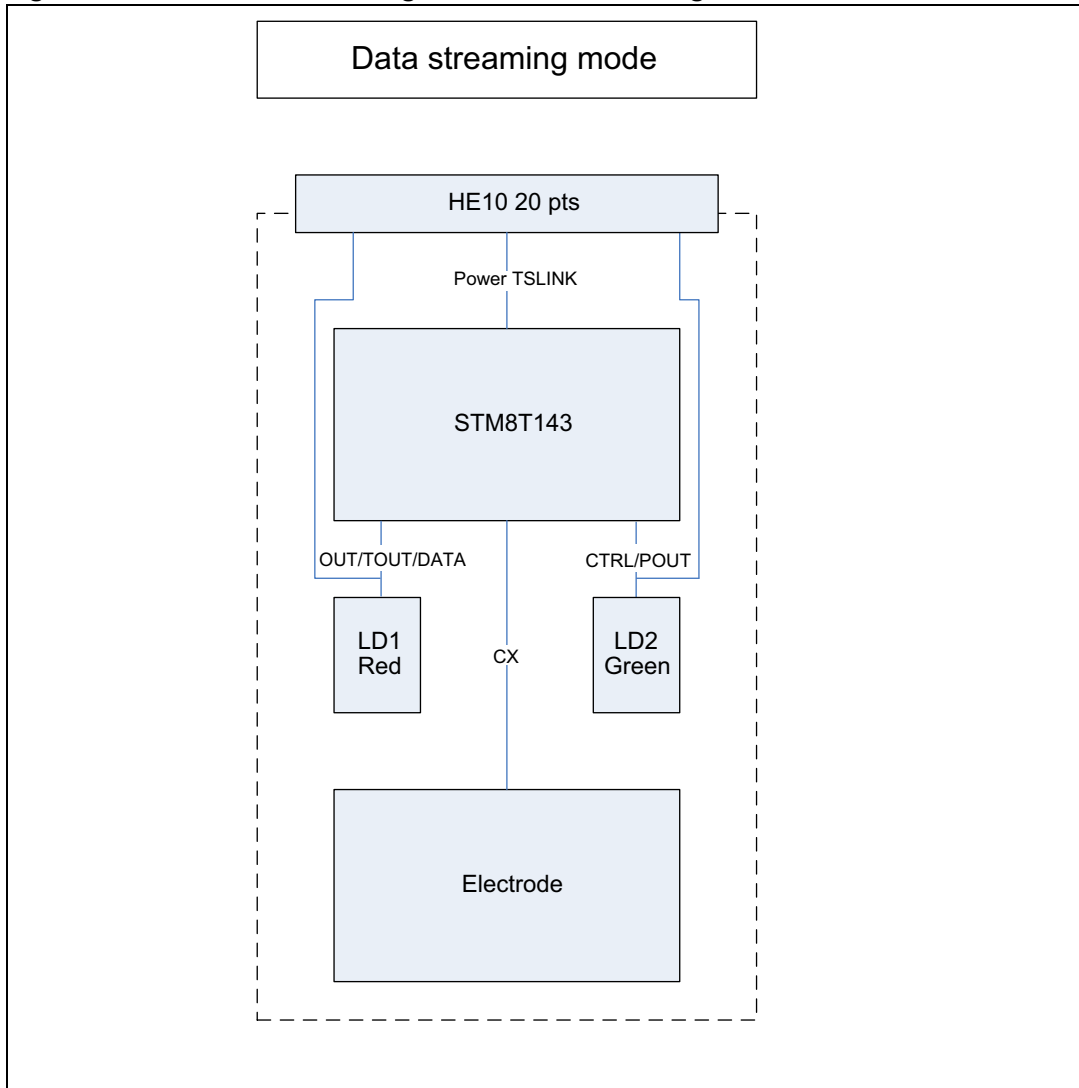 Data streaming mode
HE10 20 pts
Power TSLINK
STM8T143
OUT/TOUT/DATA
CTRL/POUT
LD1
Red
CX
LD2
Green
Electrode